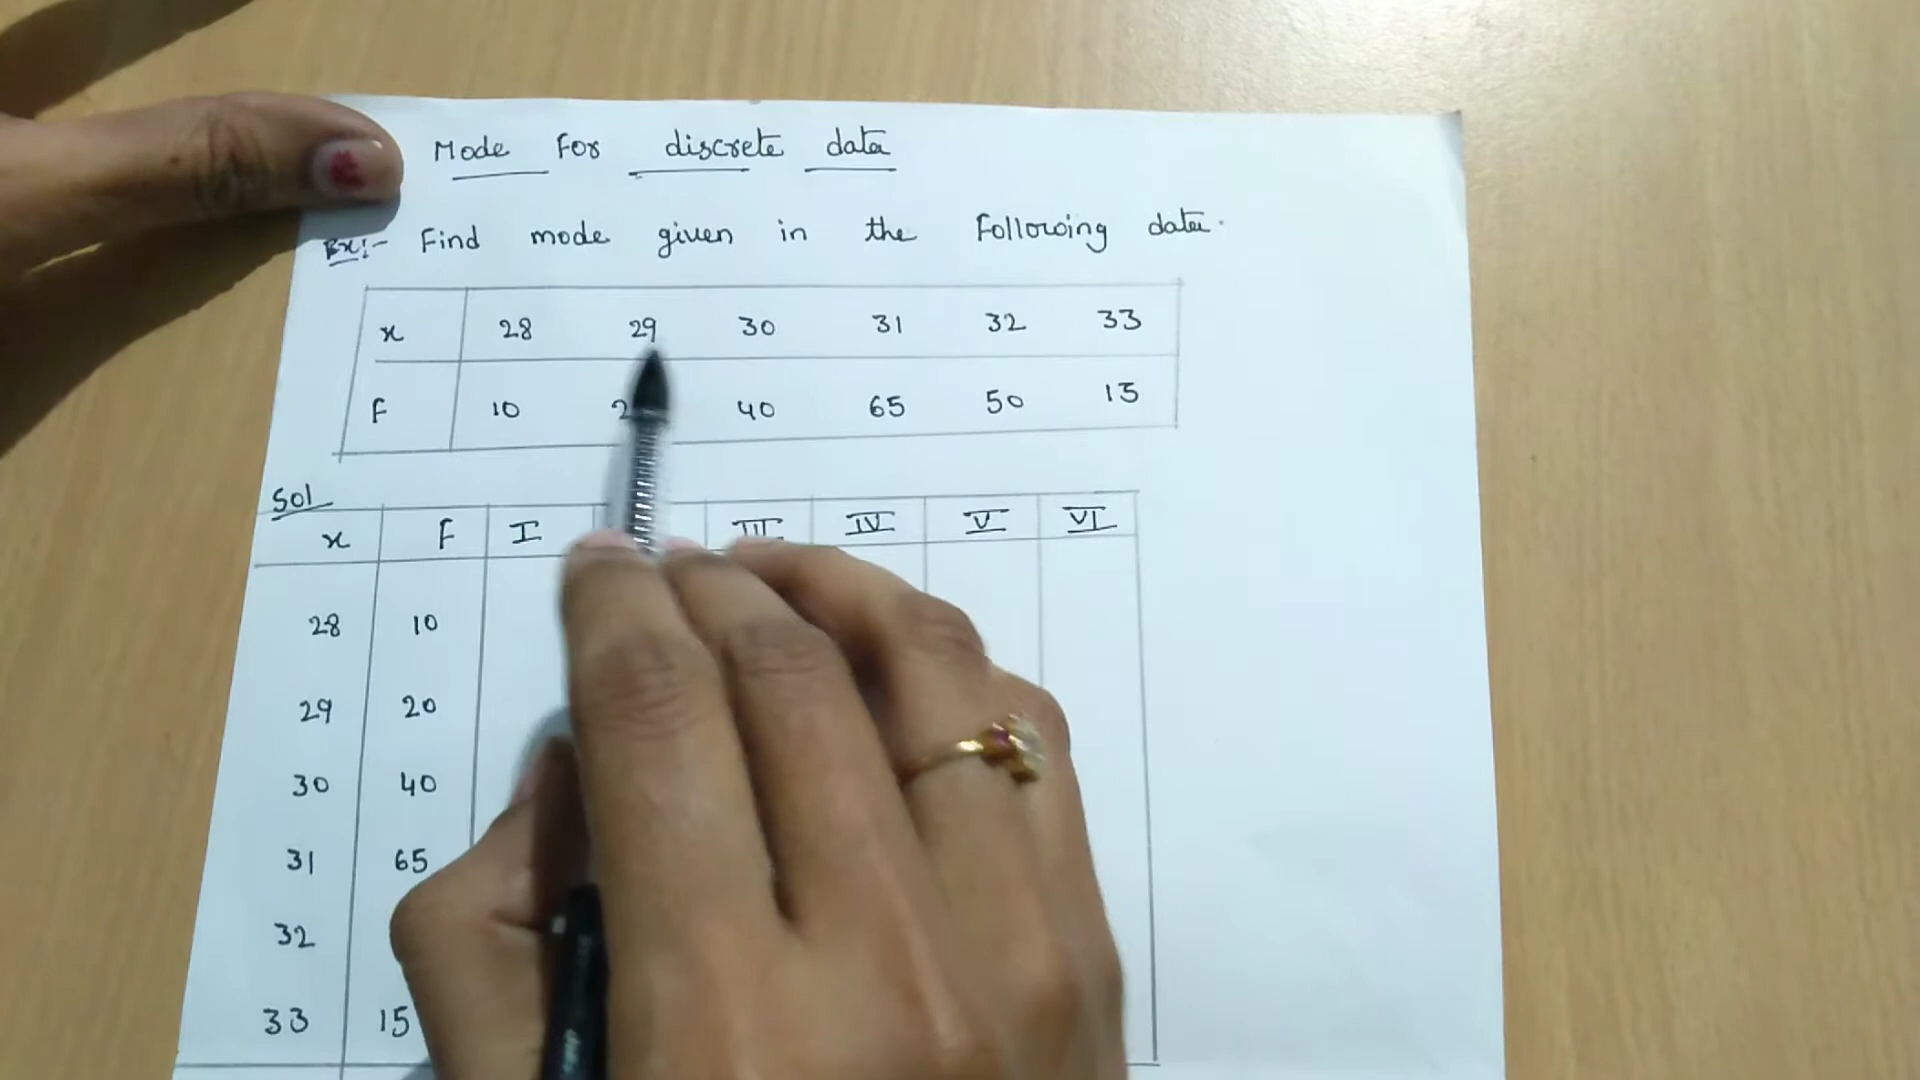 Mode For discrete data
Ex:- Find mode given in the Following data.
x 28 29 30 31 32 33
F 10 40 65 50 15
Sol
x F I III IV V VI
28 10
29 20
30 40
31 65
32
33 15